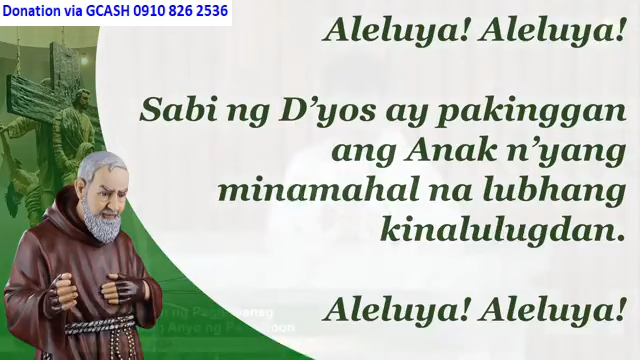 Donation via GCASH 0910 826 2536
Aleluya! Aleluya!
Sabi ng D'yos ay pakinggan
ang Anak n'yang
minamahal na lubhang
kinalulugdan.
Aleluya! Aleluya!